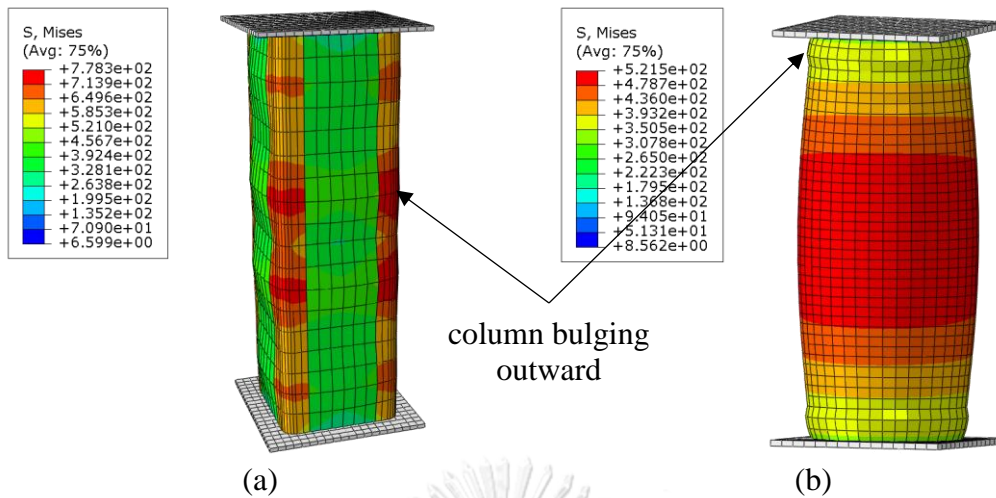 S, Mises
(Avg: 75%)
+7.783e+02
+7.139e+02
+6.496e+02
+5.853e+02
+5.210e+02
+4.567e+02
+3.924e+02
+3.281e+02
+2.638e+02
+1.995e+02
+1.352e+02
+7.090e+01
+6.599e+00
S, Mises
(Avg: 75%)
+5.215e+02
+4.787e+02
+4.360e+02
+3.932e+02
+3.505e+02
+3.078e+02
+2.650e+02
+2.223e+02
+1.795e+02
+1.368e+02
+9.405e+01
+5.131e+01
+8.562e+00
column bulging
outward
(a)
(b)